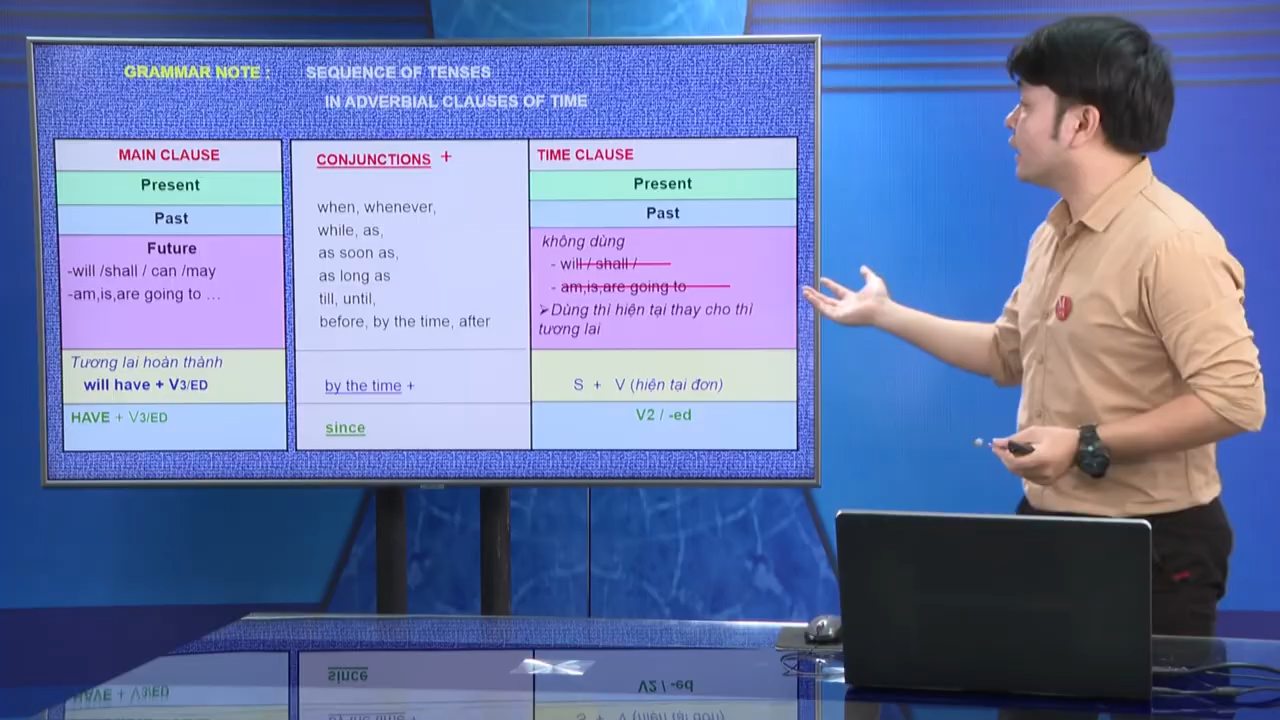 GRAMMAR NOTE : SEQUENCE OF TENSES
IN ADVERBIAL CLAUSES OF TIME
MAIN CLAUSE
Present
Past
Future
-will /shall / can /may
-am,is,are going to …
Tương lai hoàn thành
will have + V3/ED
HAVE + V3/ED
CONJUNCTIONS +
when, whenever,
while, as,
as soon as,
as long as
till, until,
before, by the time, after
by the time +
since
TIME CLAUSE
Present
Past
không dùng
- will / shall /
- am,is,are going to
➢Dùng thì hiện tại thay cho thì
tương lai
S + V (hiện tại đơn)
V2 / -ed